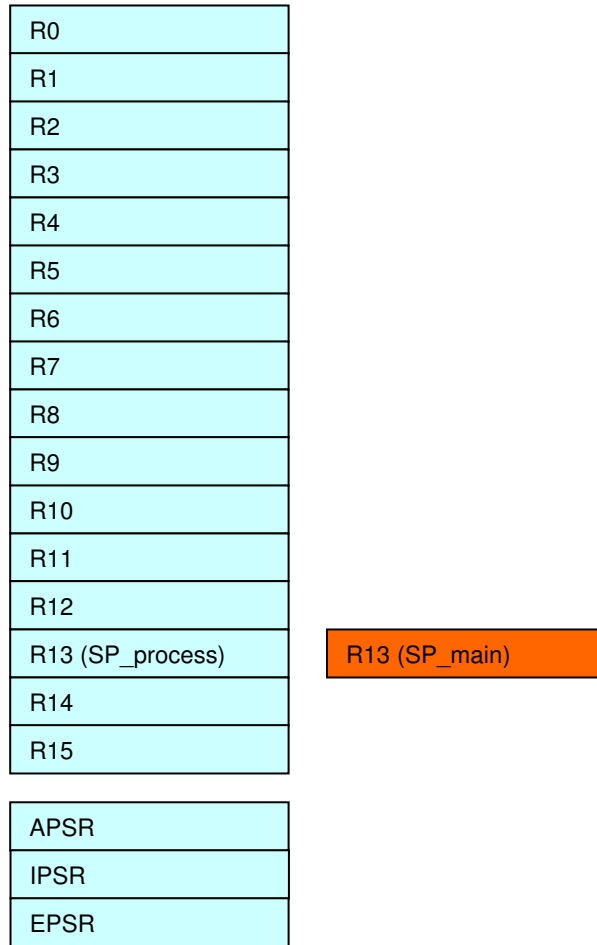 R0
R1
R2
R3
R4
R5
R6
R7
R8
R9
R10
R11
R12
R13 (SP_process) R13 (SP_main)
R14
R15
APSR
IPSR
EPSR